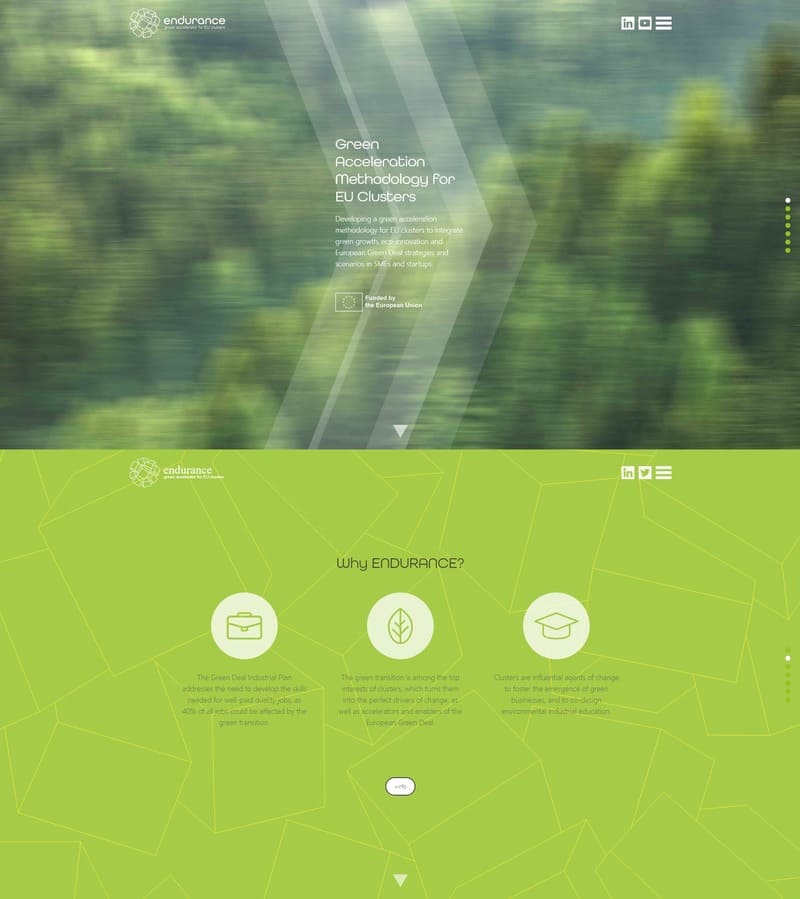 endurance
green accelerator for EU clusters
Green
Acceleration
Methodology for
EU Clusters
Developing a green acceleration
methodology for EU clusters to integrate
green growth, eco-innovation and
European Green Deal strategies and
scenarios in SMEs and startups.
Funded by
the European Union
endurance
green accelerator for EU clusters
Why ENDURANCE?
The Green Deal Industrial Plan
addresses the need to develop the skills
needed for well-paid quality jobs, as
40% of all jobs could be affected by the
green transition.
The green transition is among the top
interests of clusters, which turns them
into the perfect drivers of change, as
well as accelerators and enablers of the
European Green Deal.
Clusters are influential agents of change
to foster the emergence of green
businesses, and to co-design
environmental industrial education.
+info